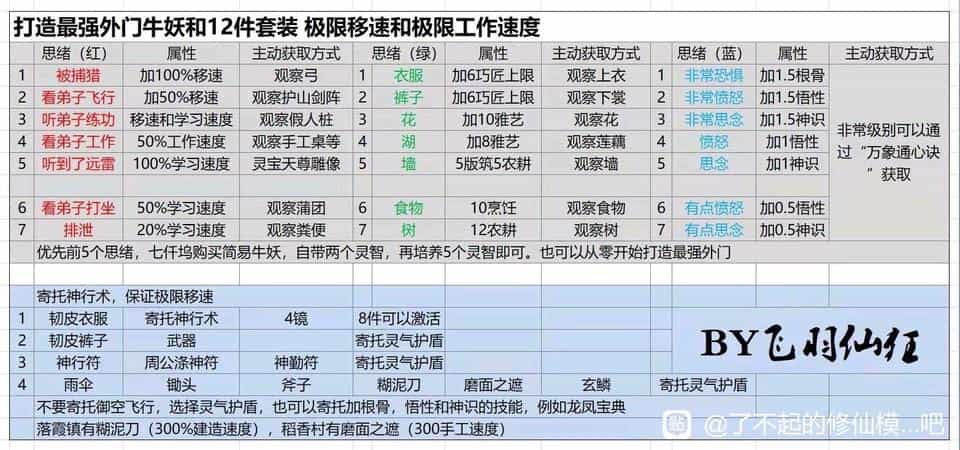 打造最强外门牛妖和12件套装 极限移速和极限工作速度
思绪（红） 属性 主动获取方式 思绪（绿） 属性 主动获取方式 思绪（蓝） 属性 主动获取方式
1 被捕猎 加100%移速 观察弓 1 衣服 加6巧匠上限 观察上衣 1 非常恐惧 加1.5根骨
2 看弟子飞行 加50%移速 观察护山剑阵 2 裤子 加6巧匠上限 观察下裳 2 非常愤怒 加1.5悟性
3 听弟子练功 移速和学习速度 观察假人桩 3 花 加10雅艺 观察花 3 非常思念 加1.5神识
4 看弟子工作 50%工作速度 观察手工桌等 4 湖 加8雅艺 观察莲藕 4 愤怒 加1悟性
5 听到了远雷 100%学习速度 灵宝天尊雕像 5 墙 5版筑5农耕 观察墙 5 思念 加1神识
非常级别可以通
过“万象通心诀
”获取
6 看弟子打坐 50%学习速度 观察蒲团 6 食物 10烹饪 观察食物 6 有点愤怒 加0.5悟性
7 排泄 20%学习速度 观察粪便 7 树 12农耕 观察树 7 有点思念 加0.5神识
优先前5个思绪，七仟坞购买简易牛妖，自带两个灵智，再培养5个灵智即可。也可以从零开始打造最强外门
寄托神行术，保证极限移速
1 韧皮衣服 寄托神行术 4镜 8件可以激活
2 韧皮裤子 武器 寄托灵气护盾
3 神行符 周公涤神符 神勤符 寄托灵气护盾
4 雨伞 锄头 斧子 糊泥刀 磨面之遮 玄鳞 寄托灵气护盾
BY飞羽仙狂
不要寄托御空飞行，选择灵气护盾，也可以寄托加根骨，悟性和神识的技能，例如龙凤宝典
落霞镇有糊泥刀（300%建造速度），稻香村有磨面之遮（300手工速度）
贴 @了不起的修仙模...吧